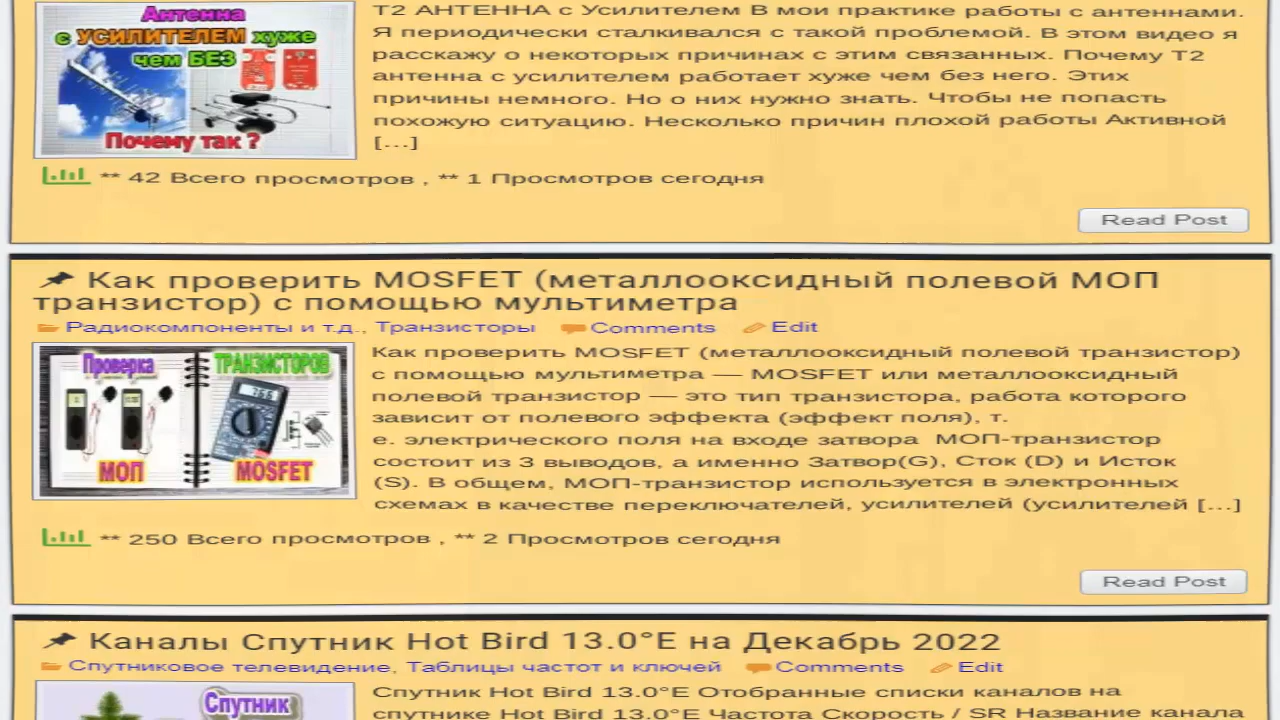 Антенна
с УСИЛИТЕЛЕМ хуже
чем БЕЗ
Почему так ?
Т2 АНТЕННА с Усилителем В мои практике работы с антеннами.
Я периодически сталкивался с такой проблемой. В этом видео я
расскажу о некоторых причинах с этим связанных. Почему Т2
антенна с усилителем работает хуже чем без него. Этих
причины немного. Но о них нужно знать. Чтобы не попасть
похожую ситуацию. Несколько причин плохой работы Активной
[...]
** 42 Всего просмотров , ** 1 Просмотров сегодня
Read Post
Как проверить MOSFET (металлооксидный полевой МОП
транзистор) с помощью мультиметра
Радиокомпоненты и т.д., Транзисторы Comments Edit
Проверка ТРАНЗИСТОРОВ
МОП MOSFET
Как проверить MOSFET (металлооксидный полевой транзистор)
с помощью мультиметра — MOSFET или металлооксидный
полевой транзистор — это тип транзистора, работа которого
зависит от полевого эффекта (эффект поля), т.
е. электрического поля на входе затвора МОП-транзистор
состоит из 3 выводов, а именно Затвор(G), Сток (D) и Исток
(S). В общем, МОП-транзистор используется в электронных
схемах в качестве переключателей, усилителей (усилителей [...]
** 250 Всего просмотров , ** 2 Просмотров сегодня
Read Post
Каналы Спутник Hot Bird 13.0°E на Декабрь 2022
Спутниковое телевидение, Таблицы частот и ключей Comments Edit
Спутник
Спутник Hot Bird 13.0°E Отобранные списки каналов на
спутнике Hot Bird 13.0°E Частота Скорость / SR Название канала